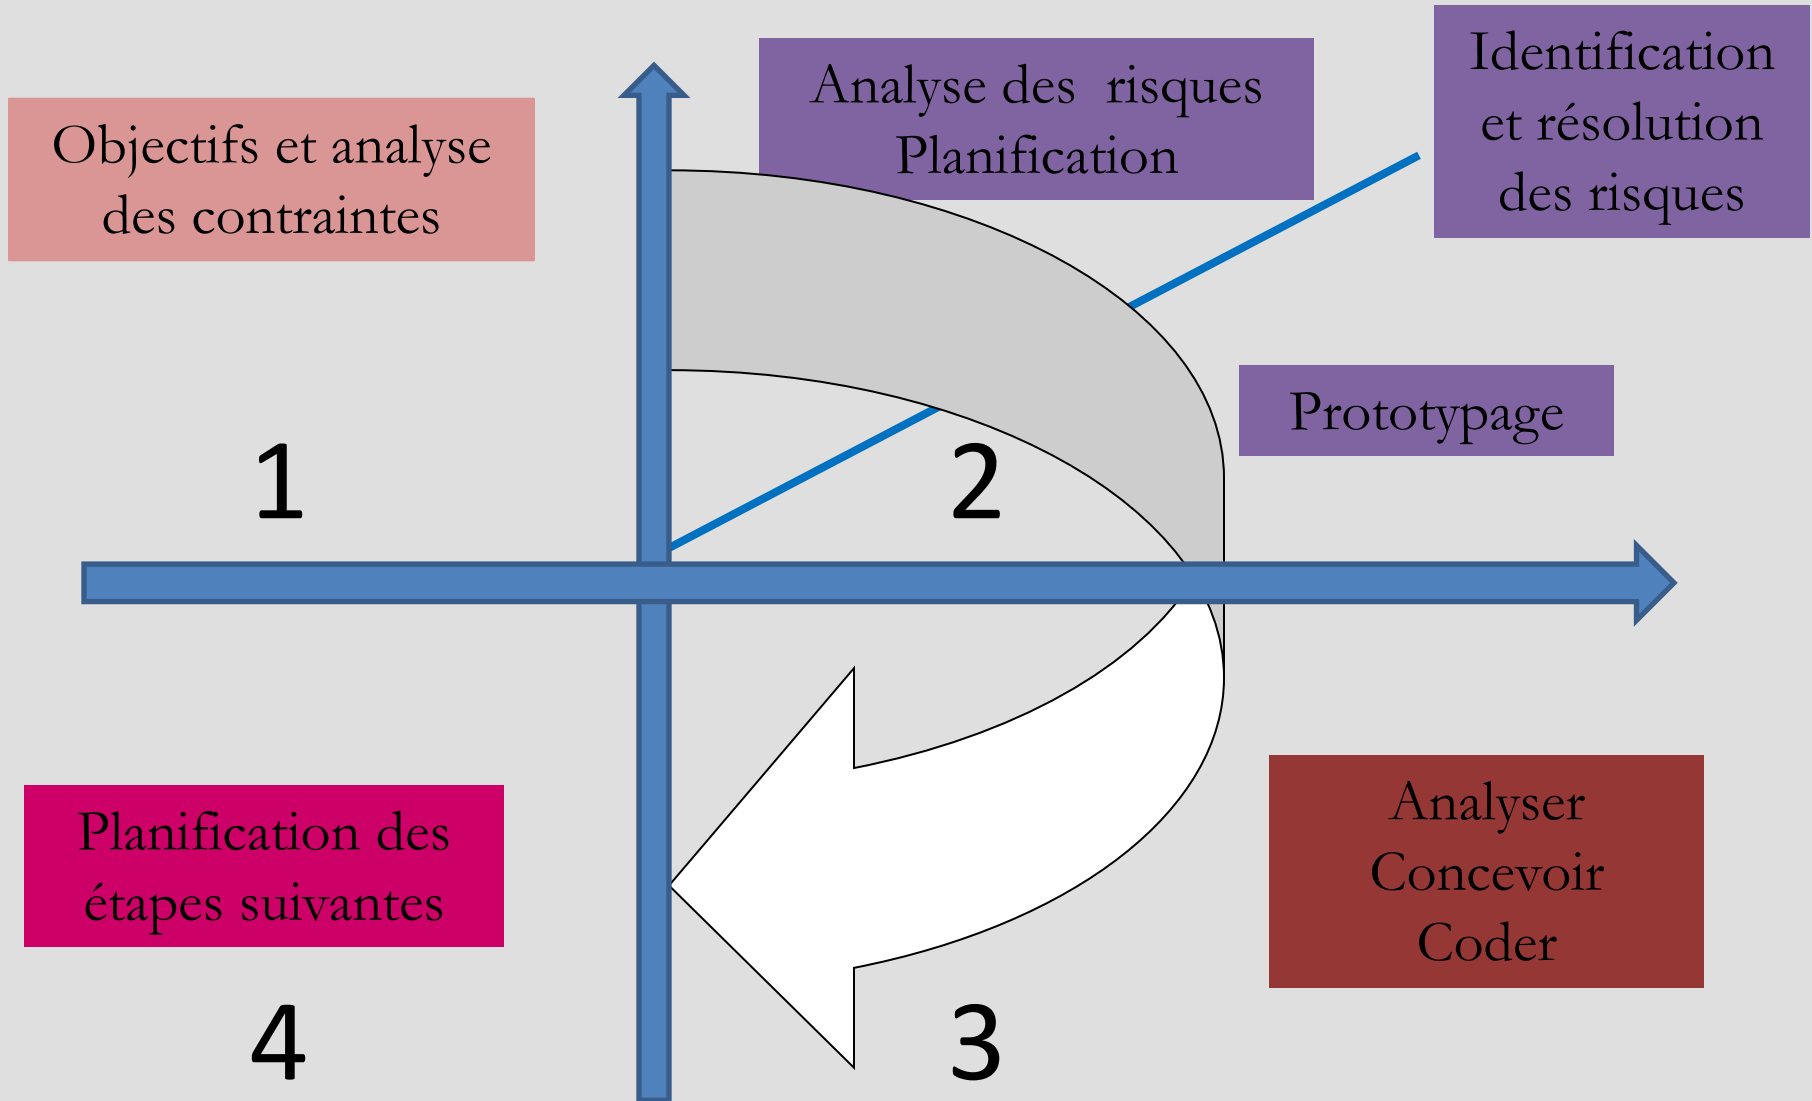 Objectifs et analyse
des contraintes
Analyse des  risques
Planification
Identification
et résolution
des risques
Prototypage
1
2
Planification des
étapes suivantes
Analyser
Concevoir
Coder
4
3